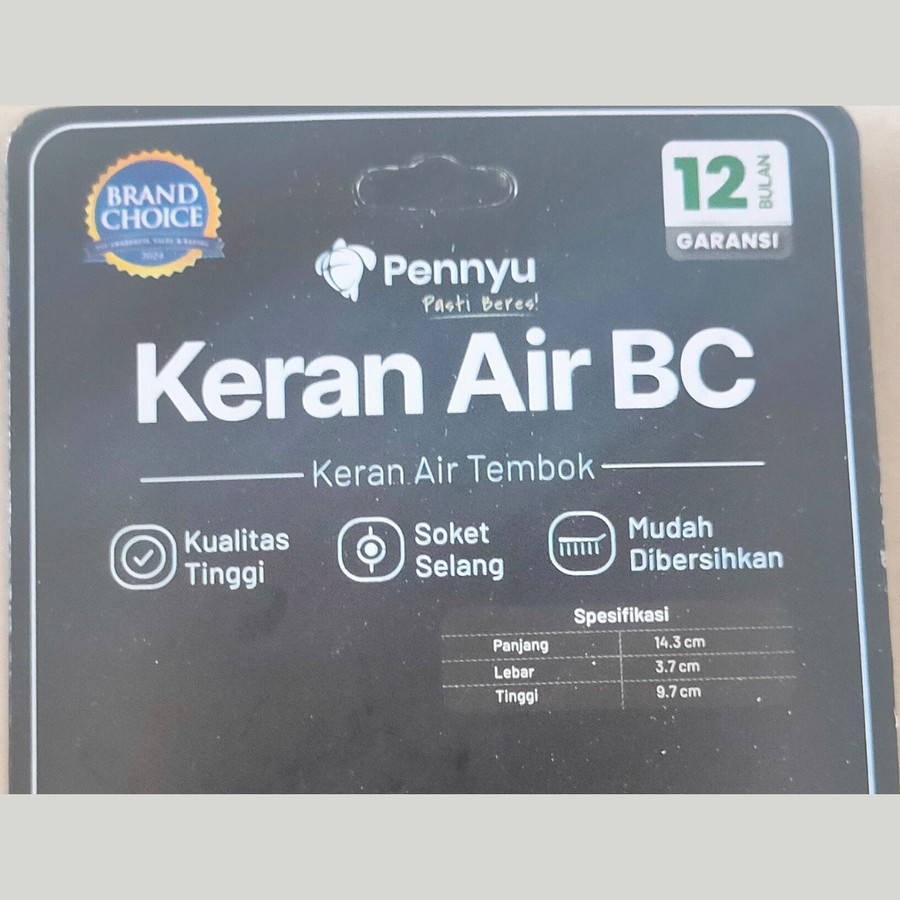 BRAND
CHOICE
2024
12 BULAN
GARANSI
Pennyu
Pasti Beres!
Keran Air BC
Keran Air Tembok
Kualitas
Tinggi
Soket
Selang
Mudah
Dibersihkan
Spesifikasi
Panjang 14.3 cm
Lebar 3.7 cm
Tinggi 9.7 cm